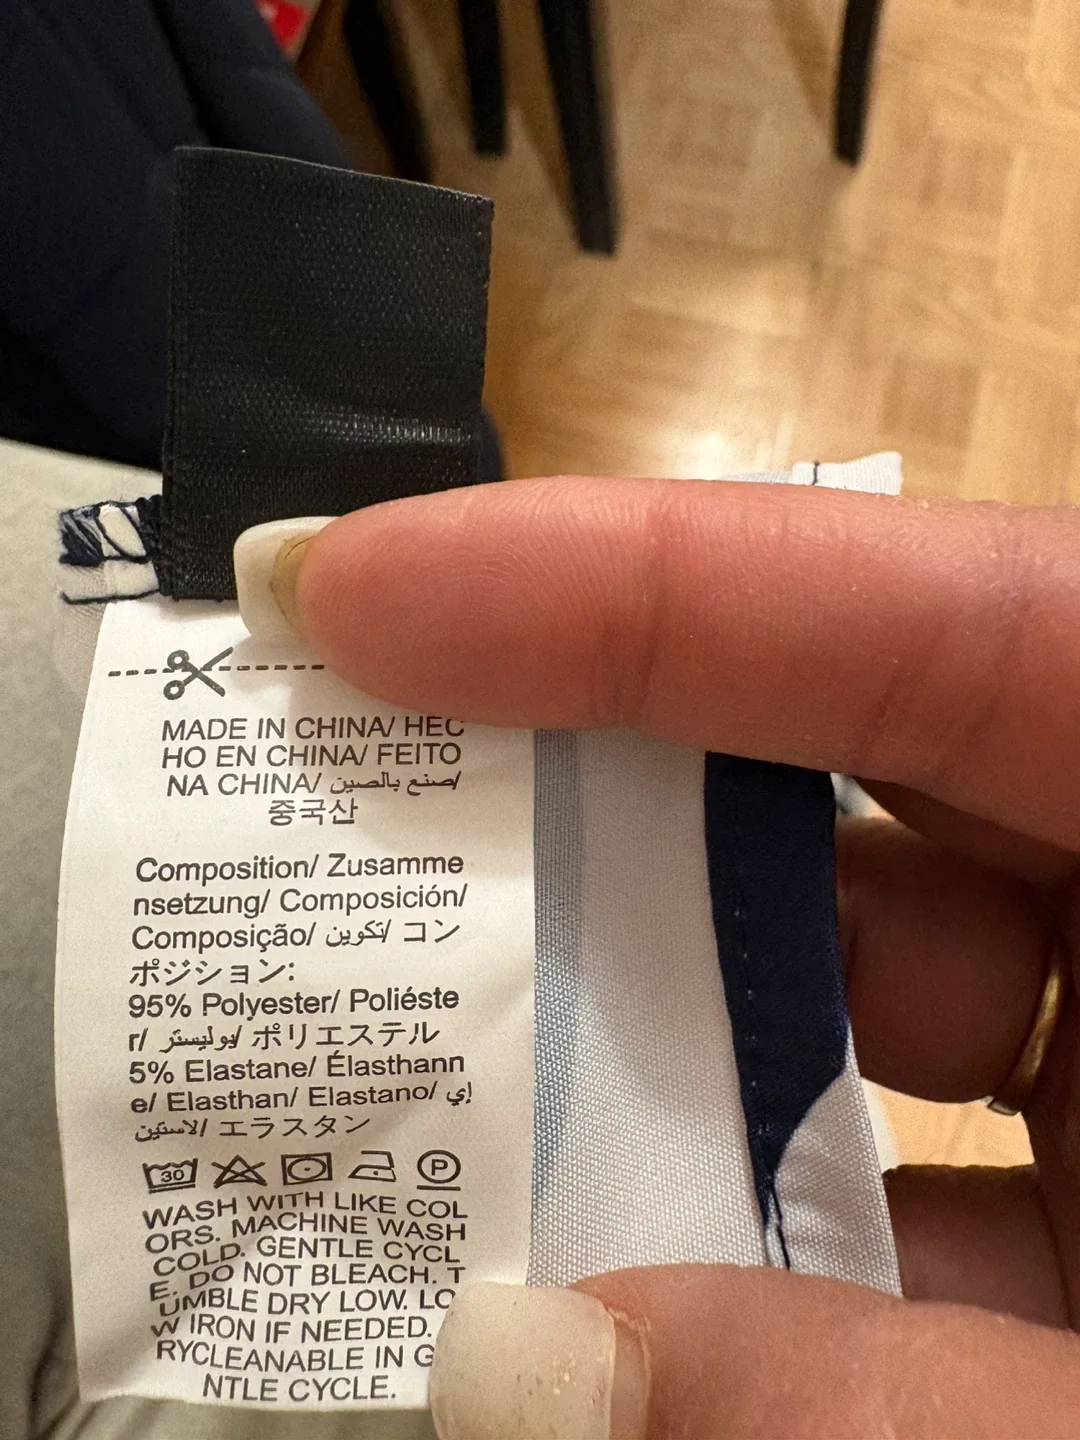 MADE IN CHINA/ HEC
HO EN CHINA/ FEITO
NA CHINA/ صنع بالصين/
중국산
Composition/ Zusamme
nsetzung/ Composición/
Composição/ تكوين/ コン
ポジション:
95% Polyester/ Poliéste
r/ بوليستر/ ポリエステル
5% Elastane/ Élasthann
e/ Elasthan/ Elastano/ إي
لاستين/ エラスタン
30 P
WASH WITH LIKE COL
ORS. MACHINE WASH
COLD. GENTLE CYCL
E. DO NOT BLEACH. T
UMBLE DRY LOW. LO
W IRON IF NEEDED.
RYCLEANABLE IN G
NTLE CYCLE.